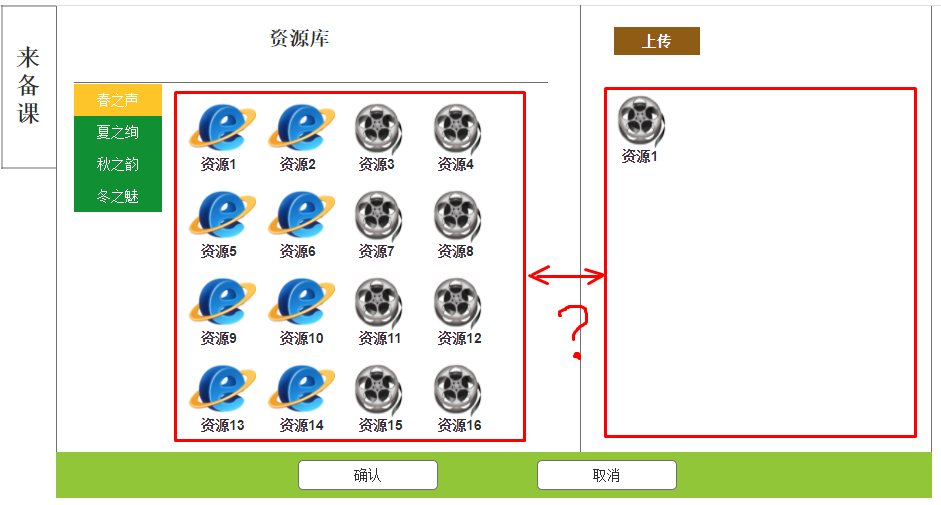 来
备
课
资源库
上传
春之声
夏之绚
秋之韵
冬之魅
资源1 资源2 资源3 资源4
资源5 资源6 资源7 资源8
资源9 资源10 资源11 资源12
资源13 资源14 资源15 资源16
资源1
?
确认 取消